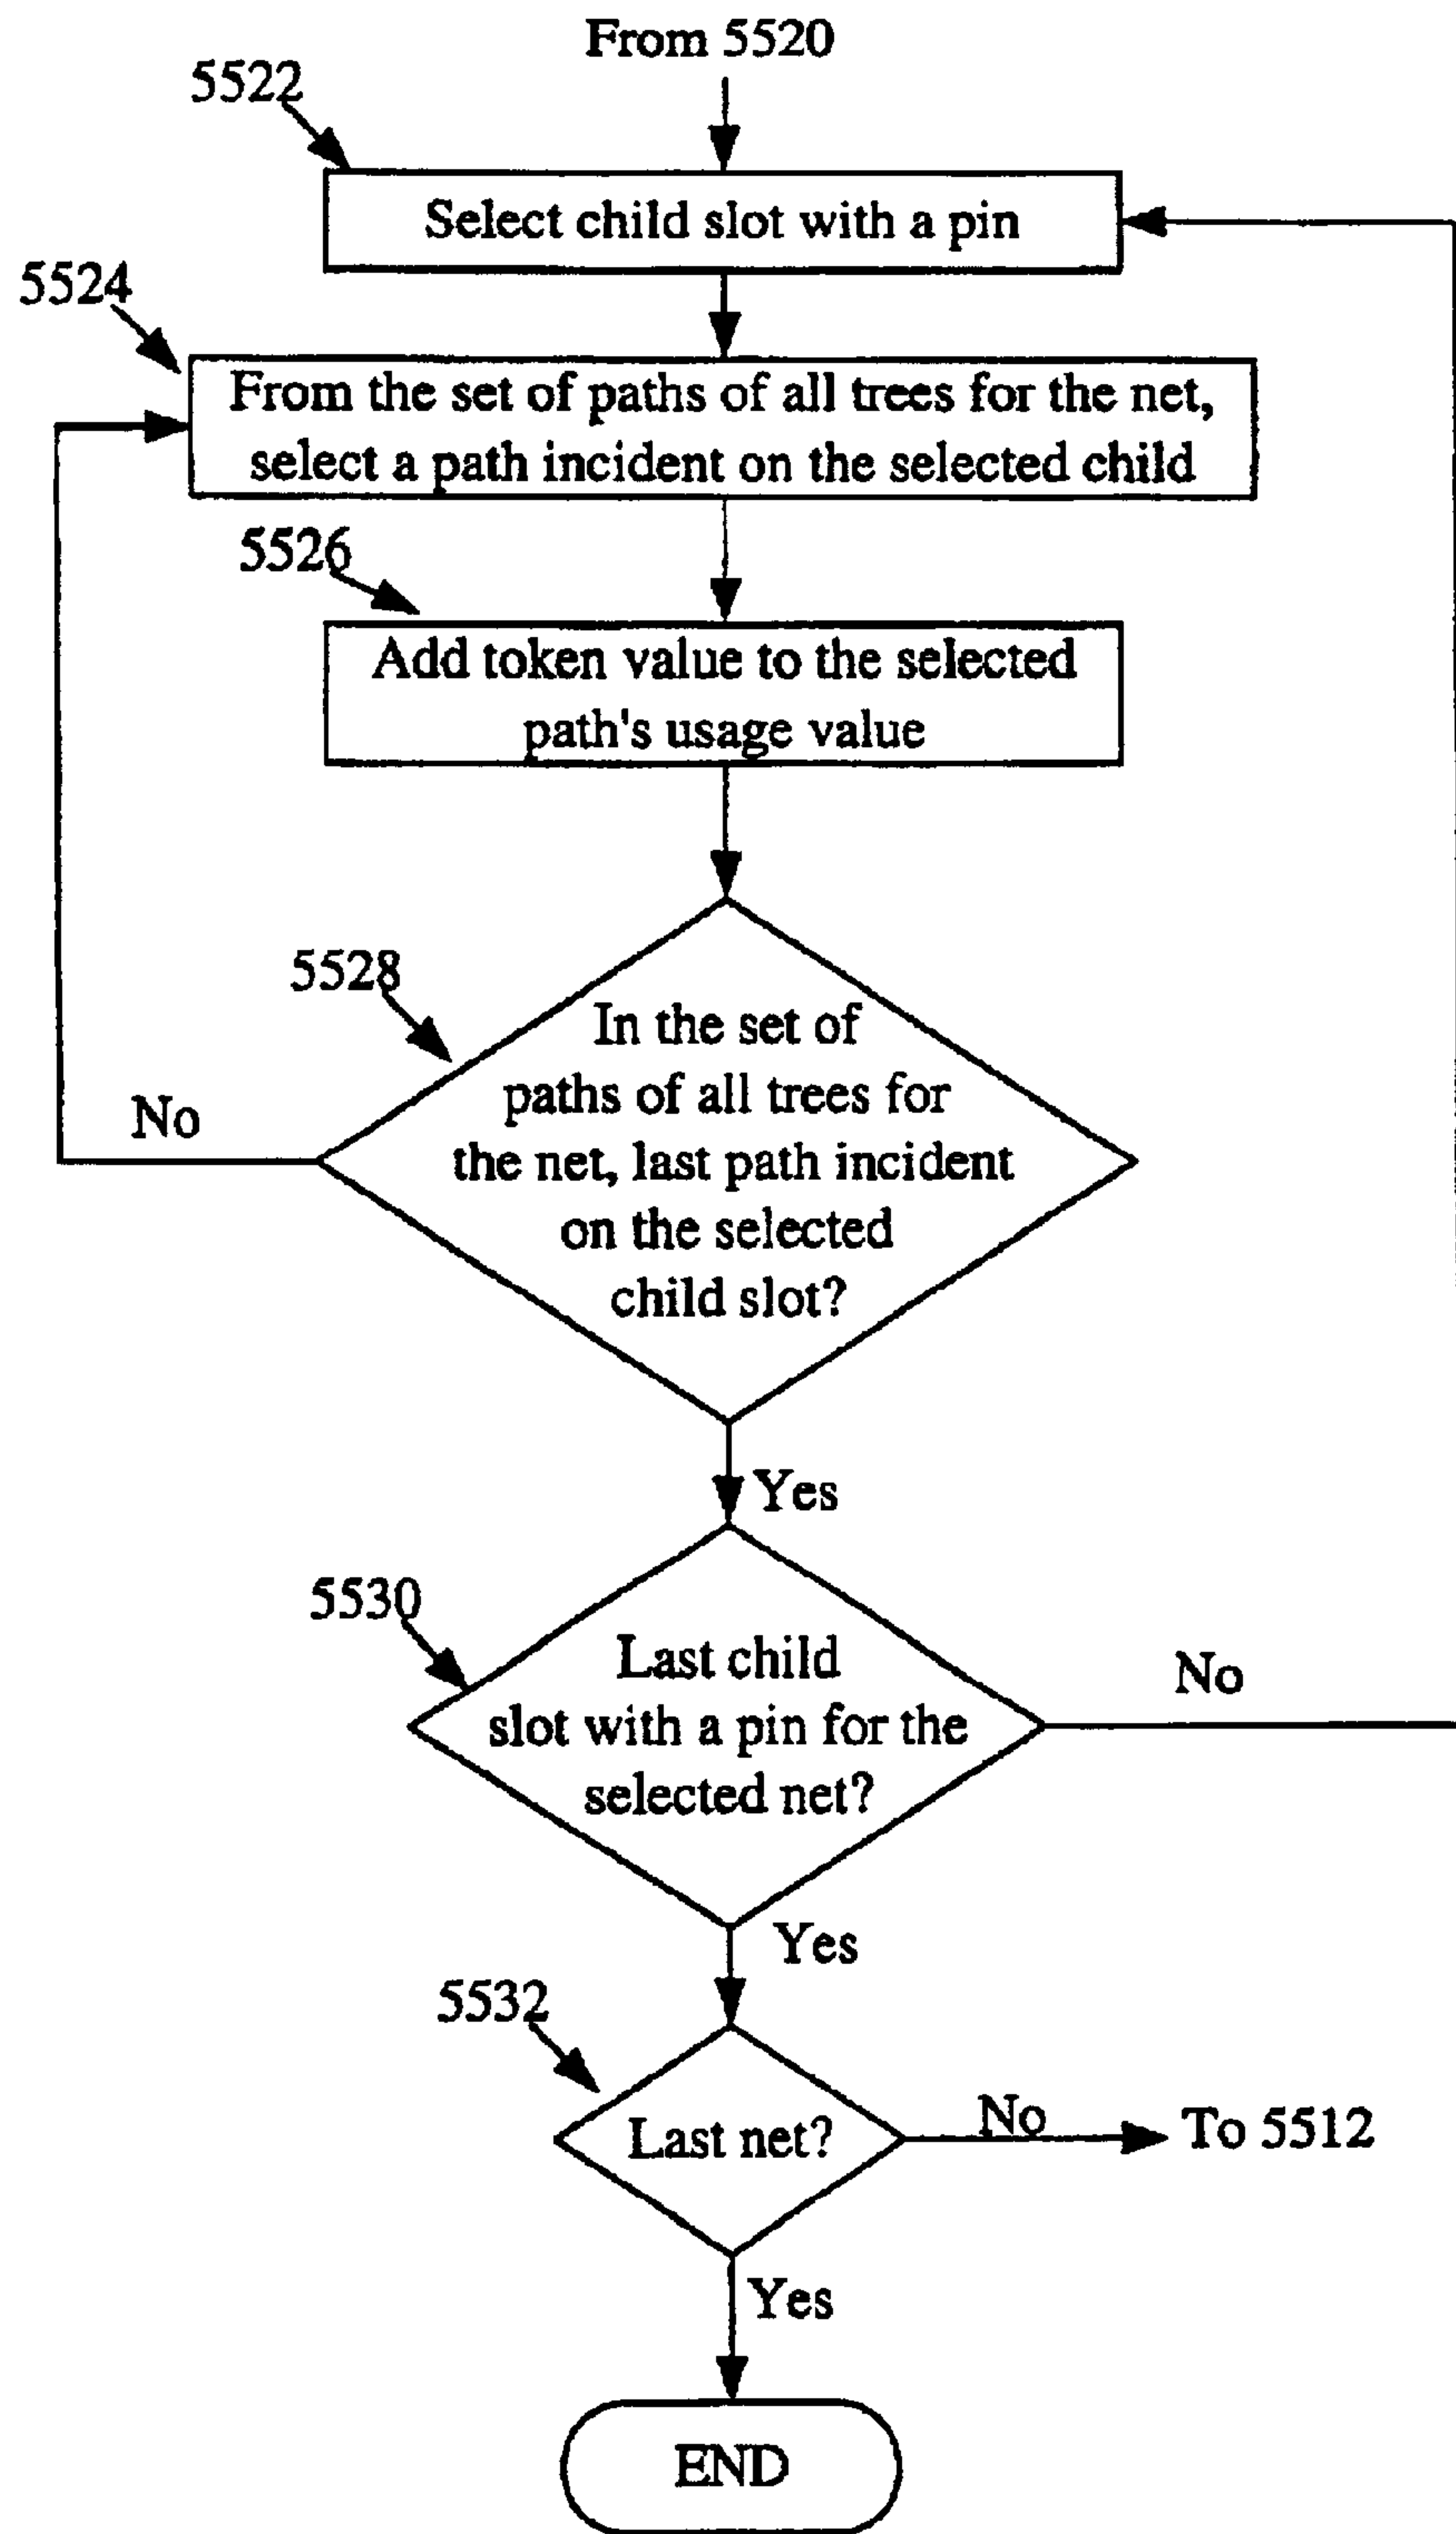 From 5520
5522
Select child slot with a pin
5524
From the set of paths of all trees for the net,
select a path incident on the selected child
5526
Add token value to the selected
path's usage value
5528
In the set of
paths of all trees for
the net, last path incident
on the selected
child slot?
No
Yes
5530
Last child
slot with a pin for the
selected net?
No
Yes
5532
Last net?
No
To 5512
Yes
END